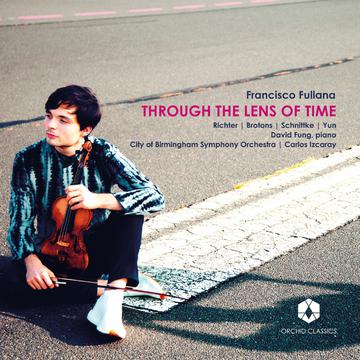 Francisco Fullana
THROUGH THE LENS OF TIME
Richter | Brotons | Schnittke | Yun
David Fung, piano
City of Birmingham Symphony Orchestra | Carlos Izcaray
ORCHID CLASSICS